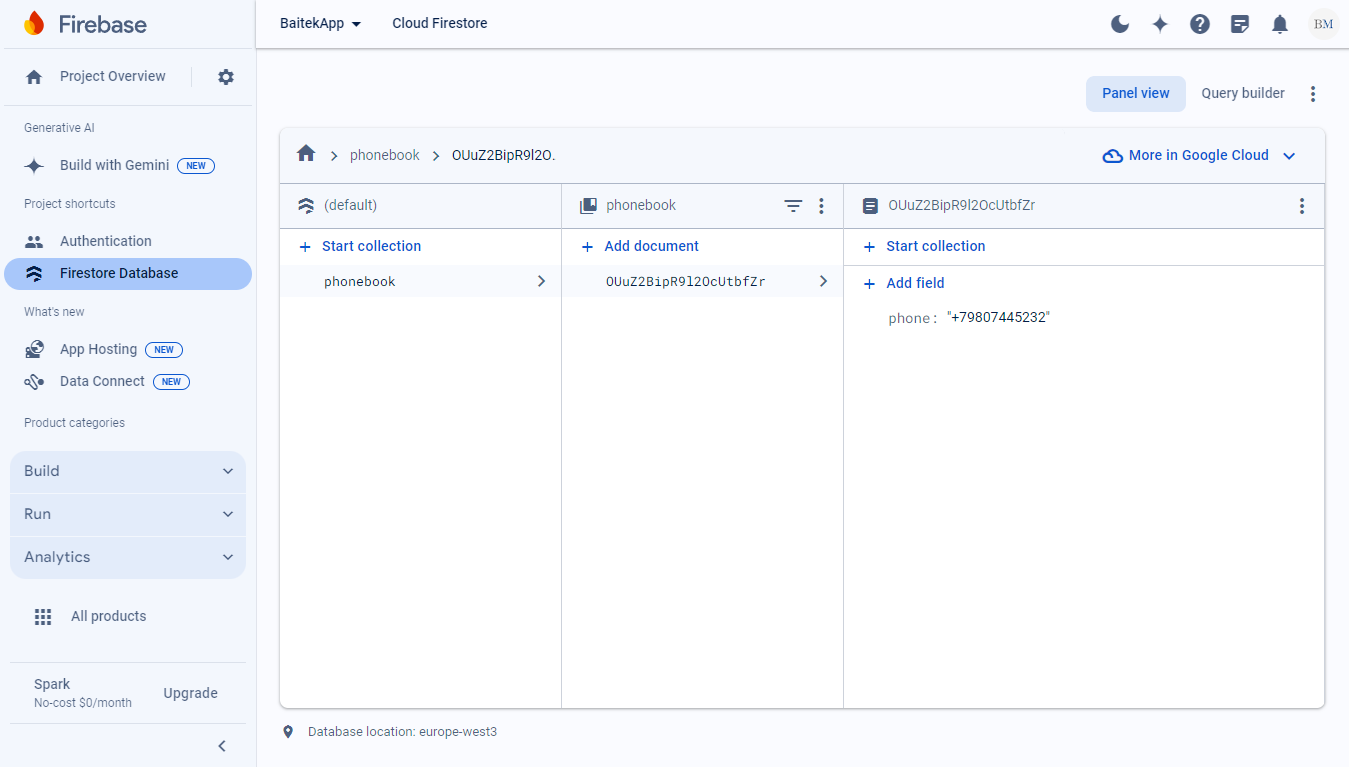 Firebase
BaitekApp
Cloud Firestore
BM
Project Overview
Generative AI
Build with Gemini NEW
Project shortcuts
Authentication
Firestore Database
What's new
App Hosting NEW
Data Connect NEW
Product categories
Build
Run
Analytics
All products
Spark
No-cost $0/month
Upgrade
Panel view
Query builder
phonebook
OUuZ2BipR9l2O.
More in Google Cloud
(default)
+ Start collection
phonebook
phonebook
+ Add document
OUuZ2BipR9l2OcUtbfZr
OUuZ2BipR9l2OcUtbfZr
+ Start collection
+ Add field
phone: "+79807445232"
Database location: europe-west3